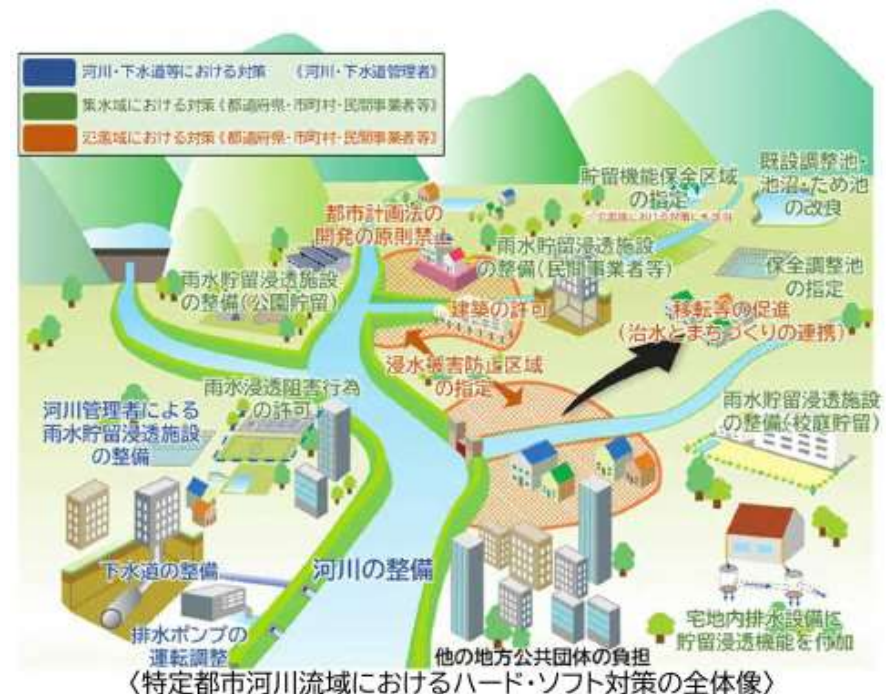 河川・下水道等における対策 《河川・下水道管理者》
集水域における対策《都道府県・市町村・民間事業者等》
氾濫域における対策《都道府県・市町村・民間事業者等》
貯留機能保全区域
の指定
既設調整池・
池沼・ため池
の改良
都市計画法の
開発の原則禁止
雨水貯留浸透施設
の整備(民間事業者等)
保全調整池
の指定
雨水貯留浸透施設
の整備(公園貯留)
建築の許可
移転等の促進
(治水とまちづくりの連携)
浸水被害防止区域
の指定
雨水浸透阻害行為
の許可
河川管理者による
雨水貯留浸透施設
の整備
雨水貯留浸透施設
の整備(校庭貯留)
下水道の整備
河川の整備
排水ポンプの
運転調整
宅地内排水設備に
貯留浸透機能を付加
他の地方公共団体の負担
〈特定都市河川流域におけるハード・ソフト対策の全体像〉